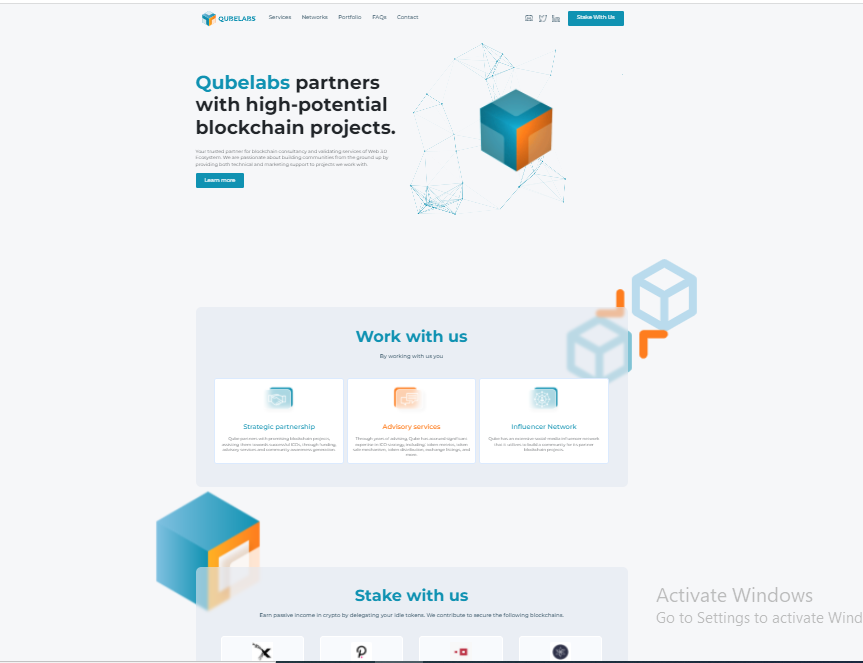 QUBELABS
Services
Networks
Portfolio
FAQs
Contact
Stake With Us
Qubelabs partners
with high-potential
blockchain projects.
Your trusted partner for blockchain consultancy and validating services of Web 3.0
Ecosystem. We are passionate about building communities from the ground up by
providing both technical and marketing support to projects we work with.
Learn more
Work with us
By working with us you
Strategic partnership
Advisory services
Influencer Network
Qube partners with promising blockchain projects,
assisting them towards successful ICOs, through funding,
advisory services and community awareness generation.
Through years of advising, Qube has accrued significant
expertise in ICO strategy, including: token metrics, token
sale mechanism, token distribution, exchange listings, and
more.
Qube has an extensive social media influencer network
that it utilises to build a community for its partner
blockchain projects.
Stake with us
Earn passive income in crypto by delegating your idle tokens. We contribute to secure the following blockchains.
Activate Windows
Go to Settings to activate Wind